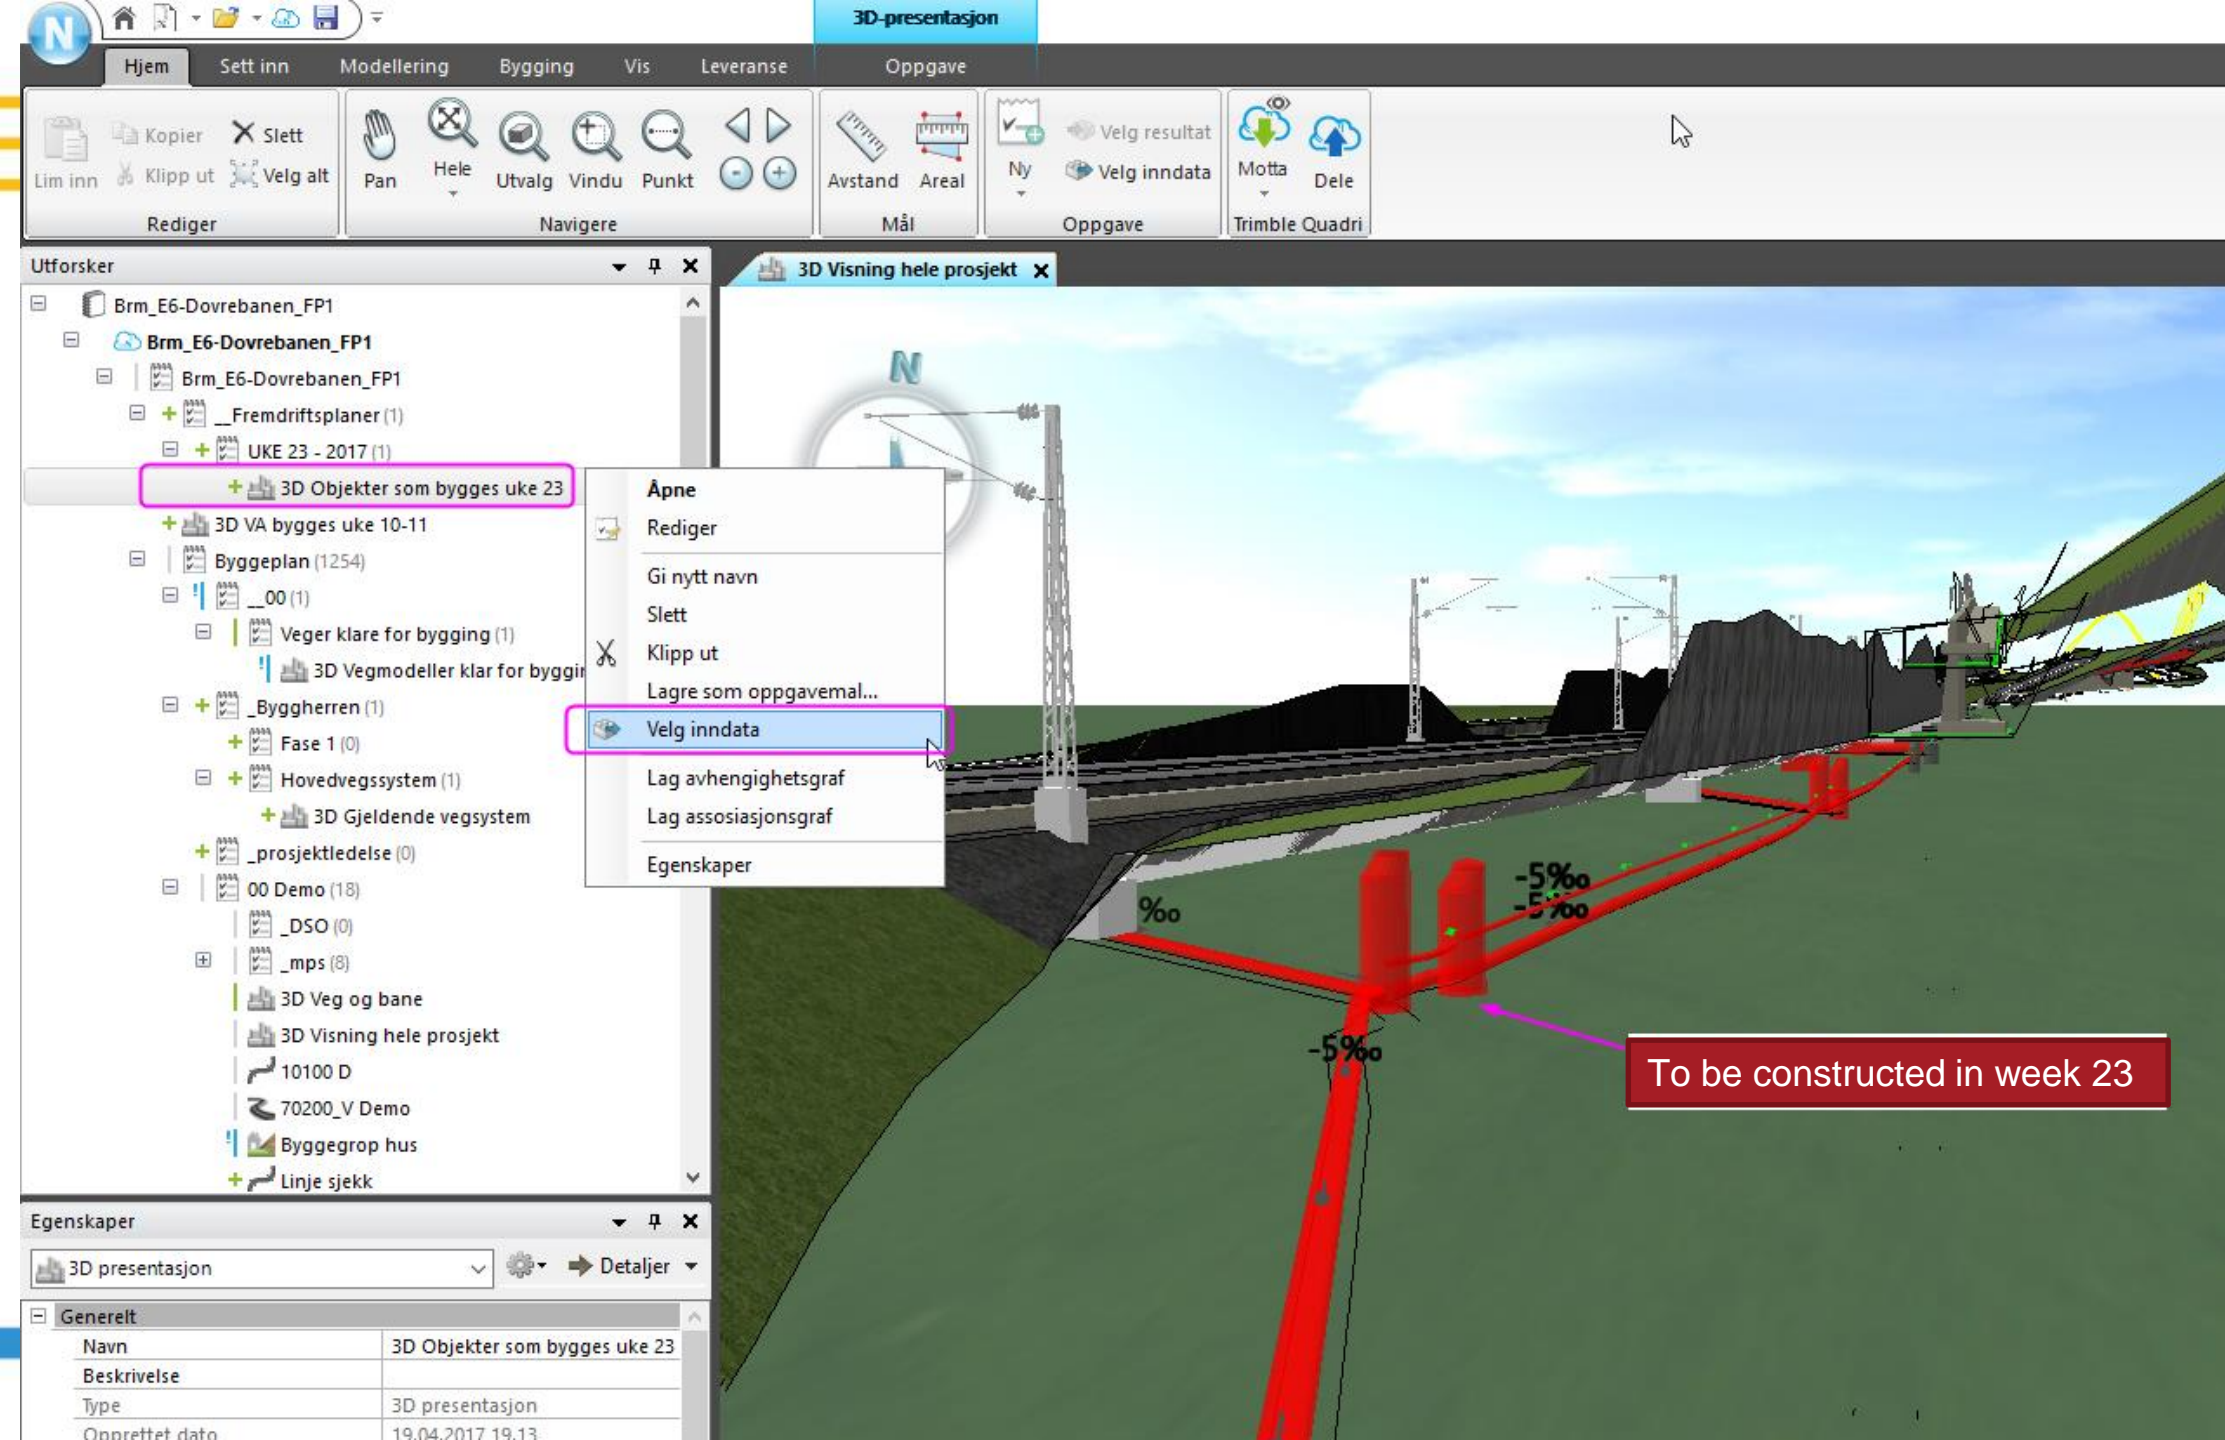 N
3D-presentasjon
Hjem Sett inn Modellering Bygging Vis Leveranse Oppgave
Lim inn Kopier Klipp ut Slett Velg alt
Pan Hele Utvalg Vindu Punkt
Avstand Areal
Ny Velg resultat Velg inndata
Motta Dele
Rediger Navigere Mål Oppgave Trimble Quadri
Utforsker
3D Visning hele prosjekt
Brm_E6-Dovrebanen_FP1
Brm_E6-Dovrebanen_FP1
Brm_E6-Dovrebanen_FP1
__Fremdriftsplaner (1)
UKE 23 - 2017 (1)
3D Objekter som bygges uke 23
3D VA bygges uke 10-11
Byggeplan (1254)
__00 (1)
Veger klare for bygging (1)
3D Vegmodeller klar for byggin
_Byggherren (1)
Fase 1 (0)
Hovedvegssystem (1)
3D Gjeldende vegsystem
_prosjektledelse (0)
00 Demo (18)
_DSO (0)
_mps (8)
3D Veg og bane
3D Visning hele prosjekt
10100 D
70200_V Demo
Byggegrop hus
Linje sjekk
Åpne
Rediger
Gi nytt navn
Slett
Klipp ut
Lagre som oppgavemal...
Velg inndata
Lag avhengighetsgraf
Lag assosiasjonsgraf
Egenskaper
N
‰
-5‰
-5‰
-5‰
To be constructed in week 23
Egenskaper
3D presentasjon Detaljer
Generelt
Navn 3D Objekter som bygges uke 23
Beskrivelse
Type 3D presentasjon
Opprettet dato 19.04.2017 19.13